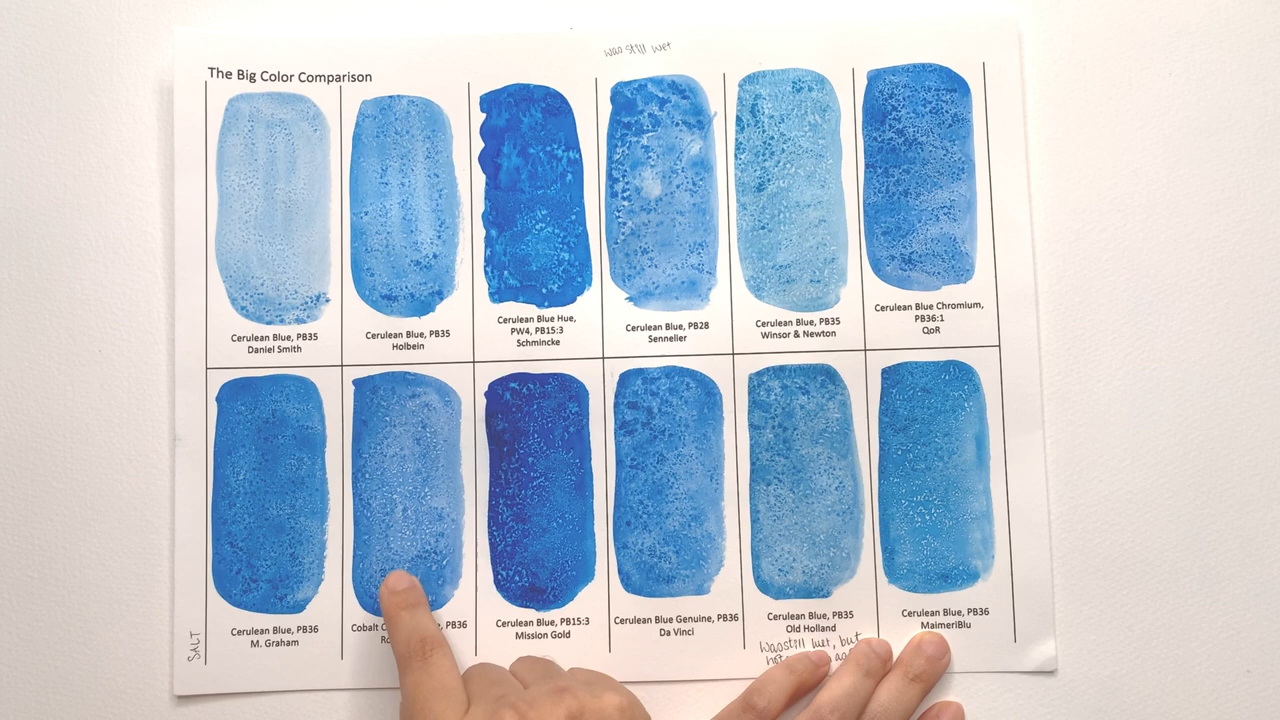 was still wet
The Big Color Comparison
Cerulean Blue, PB35
Daniel Smith
Cerulean Blue, PB35
Holbein
Cerulean Blue Hue,
PW4, PB15:3
Schmincke
Cerulean Blue, PB28
Sennelier
Cerulean Blue, PB35
Winsor & Newton
Cerulean Blue Chromium,
PB36:1
QoR
Cerulean Blue, PB36
M. Graham
Cobalt PB36
Cerulean Blue, PB15:3
Mission Gold
Cerulean Blue Genuine, PB36
Da Vinci
Cerulean Blue, PB35
Old Holland
Was still wet, but
Cerulean Blue, PB36
MaimeriBlu
SALT